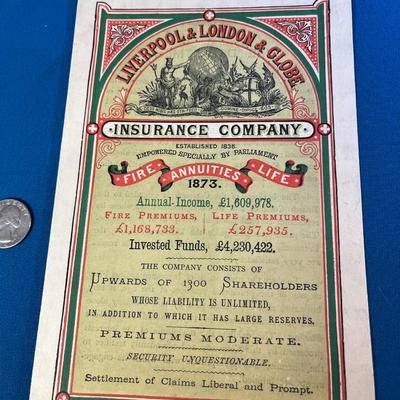 LIVERPOOL & LONDON & GLOBE
INSURANCE COMPANY
ESTABLISHED 1836.
EMPOWERED SPECIALLY BY PARLIAMENT
FIRE ANNUITIES LIFE
1873.
Annual-Income, £1,609,978.
FIRE PREMIUMS, LIFE PREMIUMS,
£1,168,733. £257,935.
Invested Funds, £4,230,422.
THE COMPANY CONSISTS OF
UPWARDS OF 1300 SHAREHOLDERS
WHOSE LIABILITY IS UNLIMITED,
IN ADDITION TO WHICH IT HAS LARGE RESERVES.
PREMIUMS MODERATE.
SECURITY UNQUESTIONABLE.
Settlement of Claims Liberal and Prompt.